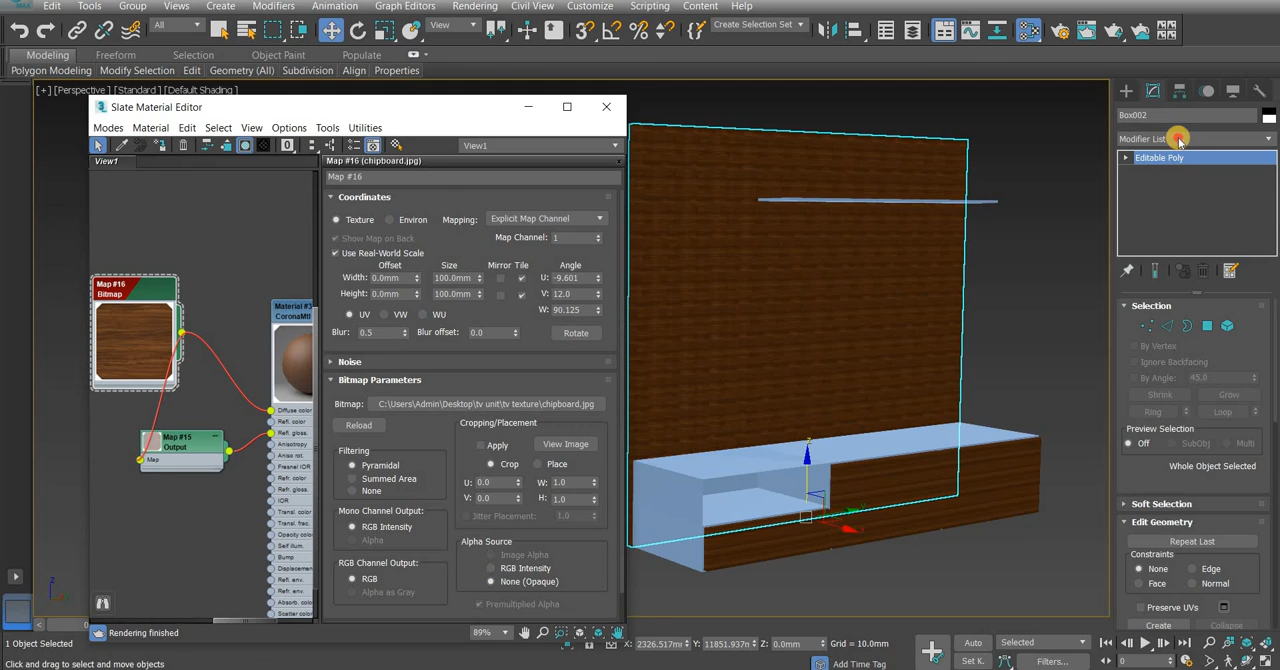 Edit Tools Group Views Create Modifiers Animation Graph Editors Rendering Civil View Customize Scripting Content Help
All View Create Selection Set
Modeling Freeform Object Paint Populate
Polygon Modeling Modify Selection Edit Geometry (All) Subdivision Align Properties
[+] [Perspective] [Standard] [Default Shading]
Slate Material Editor
Modes Material Edit Select View Options Tools Utilities
View1
View1
Map #16 (chipboard.jpg)
Map #16
Coordinates
Texture Environ Mapping: Explicit Map Channel
Show Map on Back Map Channel: 1
Use Real-World Scale
Offset Size Mirror Tile Angle
Width: 0.0mm 100.0mm U: -9.601
Height: 0.0mm 100.0mm V: 12.0
UV VW WU W: 90.125
Blur: 0.5 Blur offset: 0.0 Rotate
Noise
Bitmap Parameters
Bitmap: C:\Users\Admin\Desktop\tv unit\tv texture\chipboard.jpg
Reload
Cropping/Placement
Apply View Image
Crop Place
U: 0.0 W: 1.0
V: 0.0 H: 1.0
Jitter Placement: 1.0
Filtering
Pyramidal
Summed Area
None
Mono Channel Output:
RGB Intensity
Alpha
RGB Channel Output:
RGB
Alpha as Gray
Alpha Source
Image Alpha
RGB Intensity
None (Opaque)
Premultiplied Alpha
Map #16
Bitmap
Map #15
Output
Map
Material #3
CoronaMtl
Diffuse color
Refl. color
Refl. gloss.
Anisotropy
Aniso rot.
Fresnel IOR
Refr. color
Refr. gloss.
IOR
Transl. color
Transl. frac.
Opacity color
Self illum.
Bump
Displacement
Refl. env.
Refr. env.
Absorb. color
Scatter color
Rendering finished
89%
z
Box002
Modifier List
Editable Poly
Selection
By Vertex
Ignore Backfacing
By Angle: 45.0
Shrink Grow
Ring Loop
Preview Selection
Off SubObj Multi
Whole Object Selected
Soft Selection
Edit Geometry
Repeat Last
Constraints
None Edge
Face Normal
Preserve UVs
Create Collapse
1 Object Selected
X: 2326.517mm Y: 11851.937m Z: 0.0mm Grid = 10.0mm
Auto Selected
Set K. Filters...
0
Click and drag to select and move objects
Add Time Tag